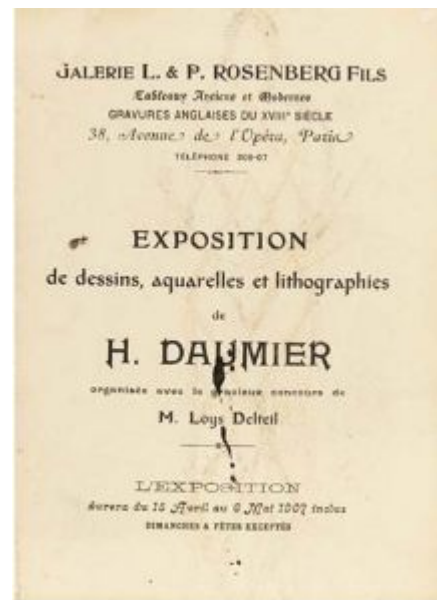 GALERIE L. & P. ROSENBERG FILS
Tableaux Anciens et Modernes
GRAVURES ANGLAISES DU XVIIIᵉ SIÈCLE
38, Avenue de l'Opéra, Paris
TÉLÉPHONE 208-67
EXPOSITION
de dessins, aquarelles et lithographies
de
H. DAUMIER
organisée avec le gracieux concours de
M. Loys Delteil
L'EXPOSITION
durera du 15 Avril au 6 Mai 1907 inclus
DIMANCHES & FÊTES EXCEPTÉS